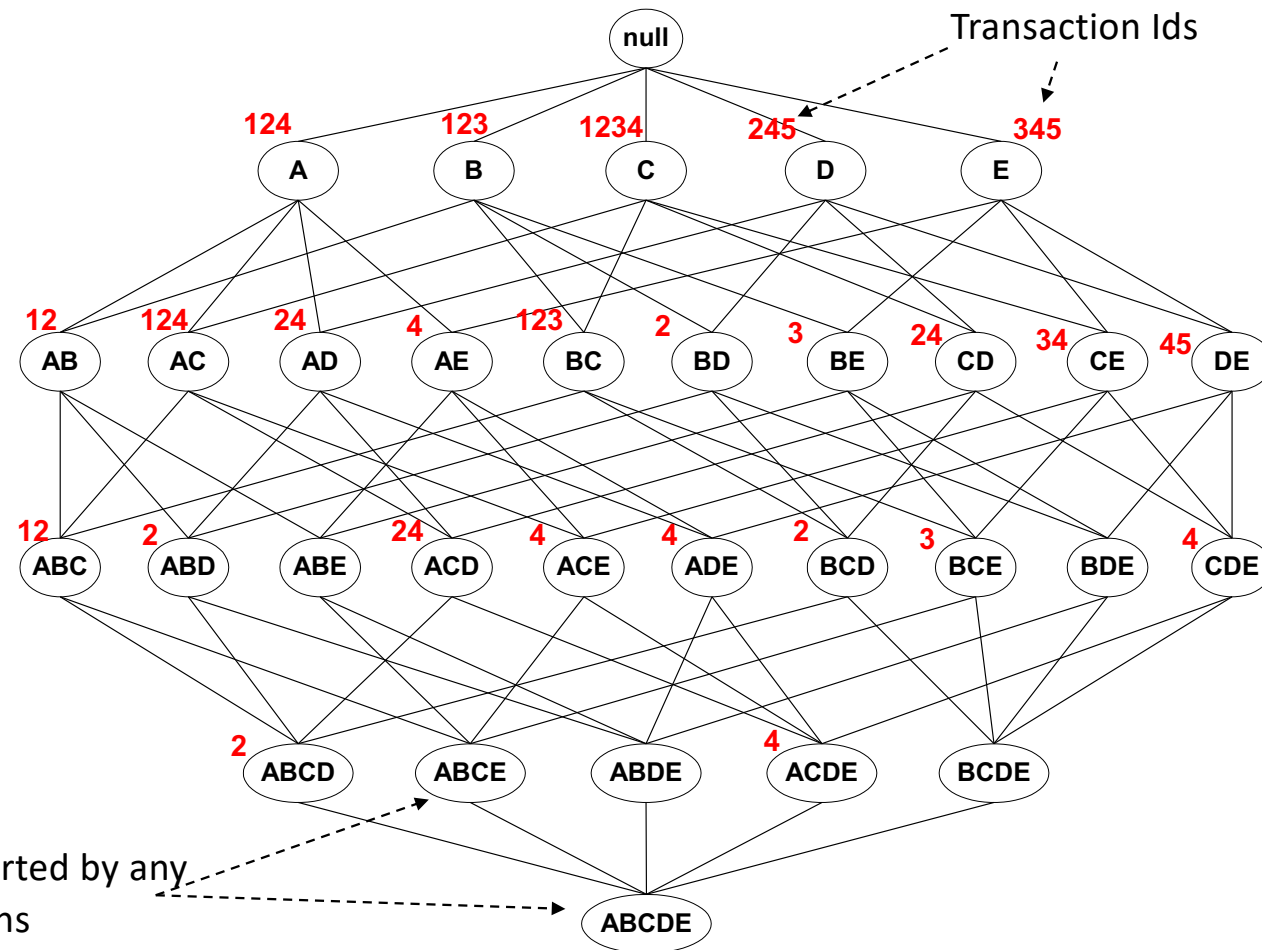 null
Transaction Ids
124 123 1234 245 345
A B C D E
12 124 24 4 123 2 3 24 34 45
AB AC AD AE BC BD BE CD CE DE
12 2 24 4 4 2 3 4
ABC ABD ABE ACD ACE ADE BCD BCE BDE CDE
2 4
ABCD ABCE ABDE ACDE BCDE
rted by any
ns
ABCDE